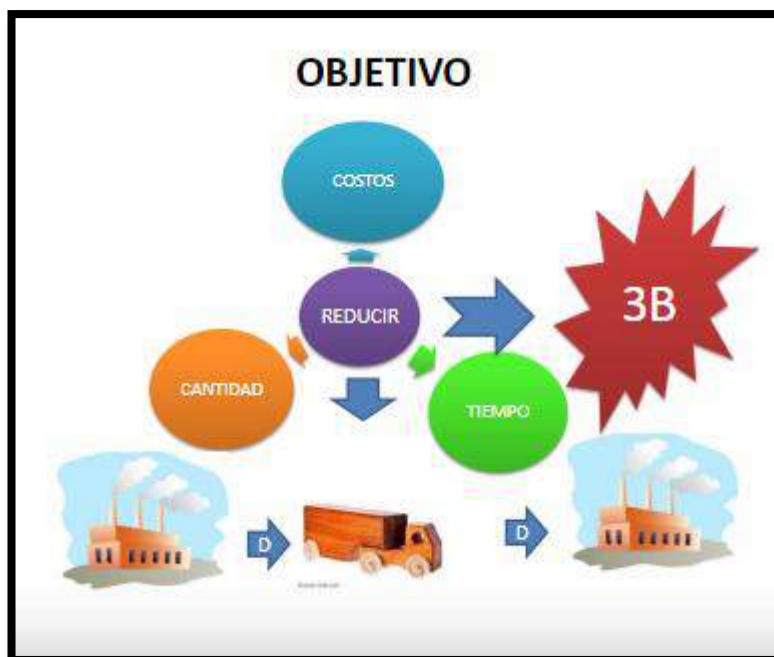 OBJETIVO
COSTOS
REDUCIR
3B
CANTIDAD
TIEMPO
D
D